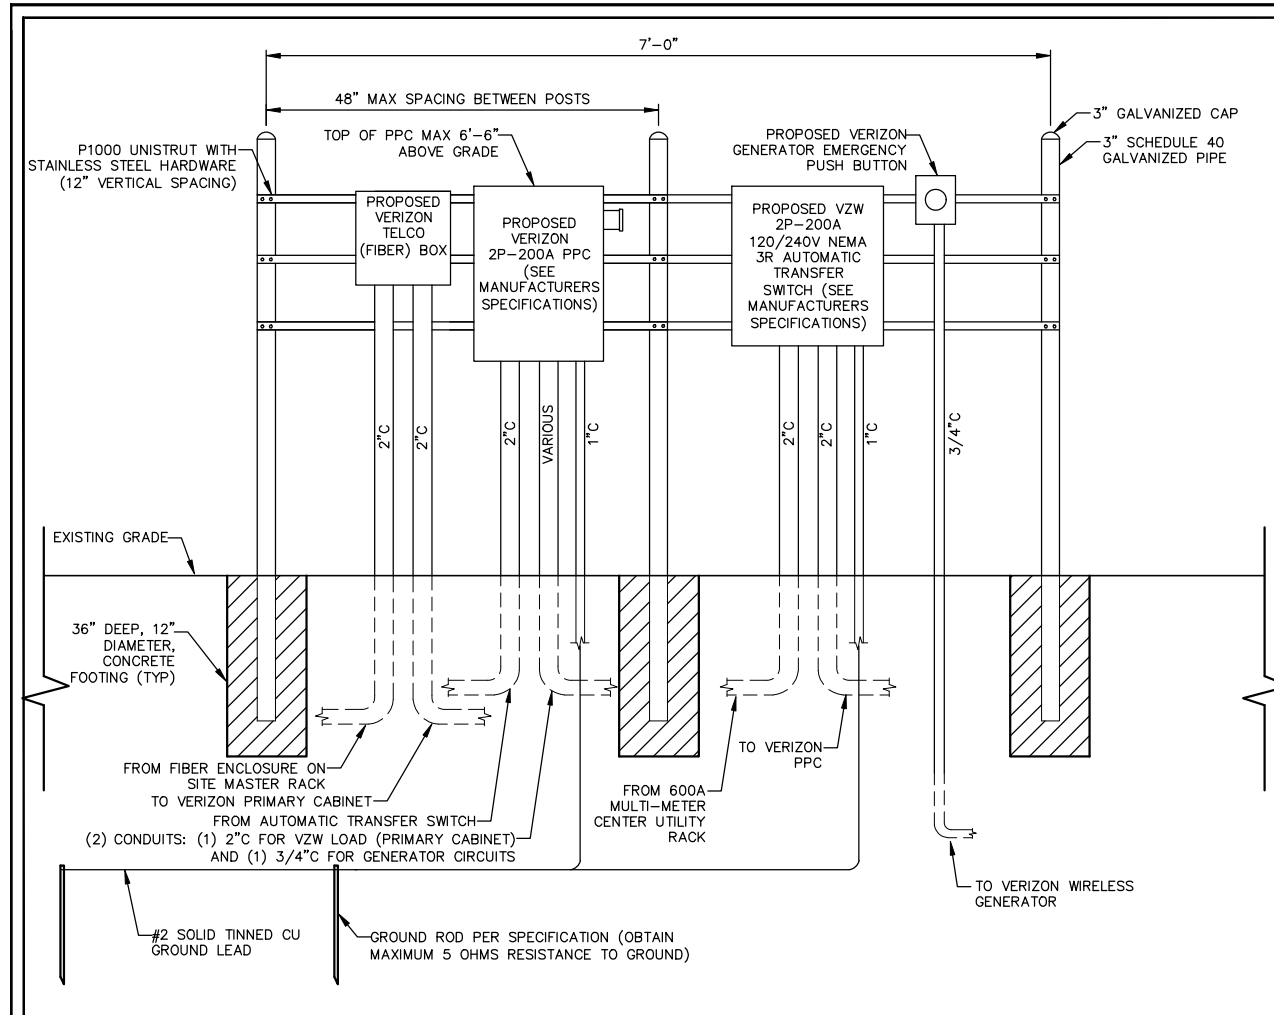 7'-0"
48" MAX SPACING BETWEEN POSTS
P1000 UNISTRUT WITH
STAINLESS STEEL HARDWARE
(12" VERTICAL SPACING)
TOP OF PPC MAX 6'-6"
ABOVE GRADE
PROPOSED VERIZON
GENERATOR EMERGENCY
PUSH BUTTON
3" GALVANIZED CAP
3" SCHEDULE 40
GALVANIZED PIPE
PROPOSED
VERIZON
TELCO
(FIBER) BOX
PROPOSED
VERIZON
2P-200A PPC
(SEE
MANUFACTURERS
SPECIFICATIONS)
PROPOSED VZW
2P-200A
120/240V NEMA
3R AUTOMATIC
TRANSFER
SWITCH (SEE
MANUFACTURERS
SPECIFICATIONS)
2"C
2"C
2"C
VARIOUS
1"C
2"C
2"C
1"C
3/4"C
EXISTING GRADE
36" DEEP, 12"
DIAMETER,
CONCRETE
FOOTING (TYP)
FROM FIBER ENCLOSURE ON
SITE MASTER RACK
TO VERIZON PRIMARY CABINET
FROM AUTOMATIC TRANSFER SWITCH
(2) CONDUITS: (1) 2"C FOR VZW LOAD (PRIMARY CABINET)
AND (1) 3/4"C FOR GENERATOR CIRCUITS
TO VERIZON
PPC
FROM 600A
MULTI-METER
CENTER UTILITY
RACK
TO VERIZON WIRELESS
GENERATOR
#2 SOLID TINNED CU
GROUND LEAD
GROUND ROD PER SPECIFICATION (OBTAIN
MAXIMUM 5 OHMS RESISTANCE TO GROUND)